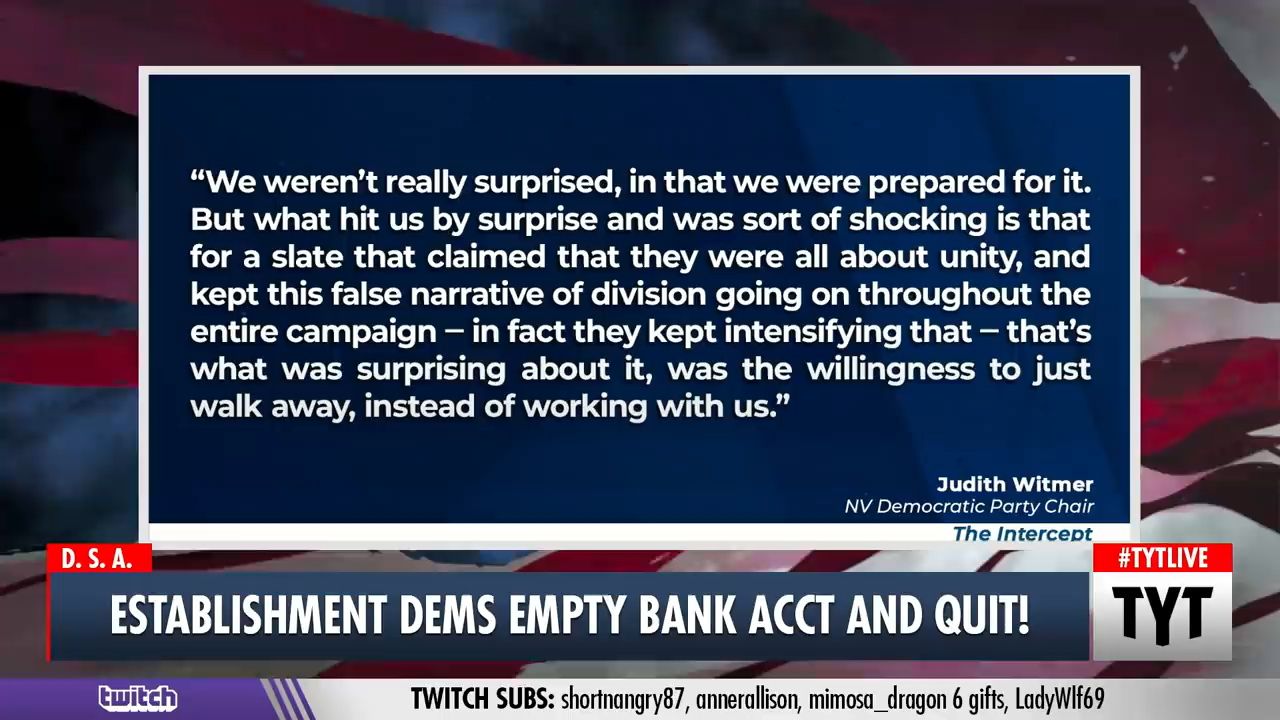 “We weren’t really surprised, in that we were prepared for it.
But what hit us by surprise and was sort of shocking is that
for a slate that claimed that they were all about unity, and
kept this false narrative of division going on throughout the
entire campaign – in fact they kept intensifying that – that’s
what was surprising about it, was the willingness to just
walk away, instead of working with us.”
Judith Witmer
NV Democratic Party Chair
The Intercept
D. S. A.
#TYTLIVE
ESTABLISHMENT DEMS EMPTY BANK ACCT AND QUIT!
TYT
twitch
TWITCH SUBS: shortnangry87, annerallison, mimosa_dragon 6 gifts, LadyWlf69